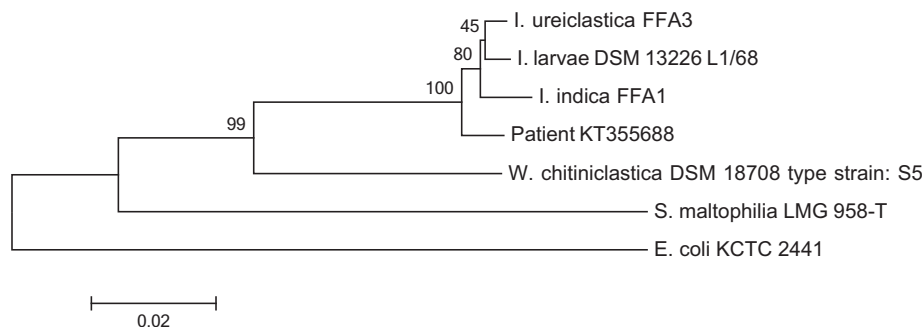 I. ureiclastica FFA3
45
I. larvae DSM 13226 L1/68
80
I. indica FFA1
100
Patient KT355688
99
W. chitiniclastica DSM 18708 type strain: S5
S. maltophilia LMG 958-T
E. coli KCTC 2441
0.02